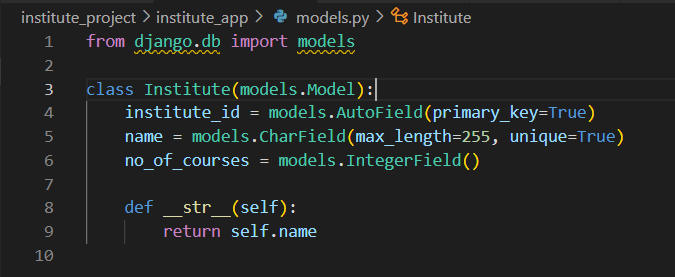 institute_project > institute_app > models.py > Institute
1 from django.db import models
2
3 class Institute(models.Model):
4     institute_id = models.AutoField(primary_key=True)
5     name = models.CharField(max_length=255, unique=True)
6     no_of_courses = models.IntegerField()
7
8     def __str__(self):
9         return self.name
10